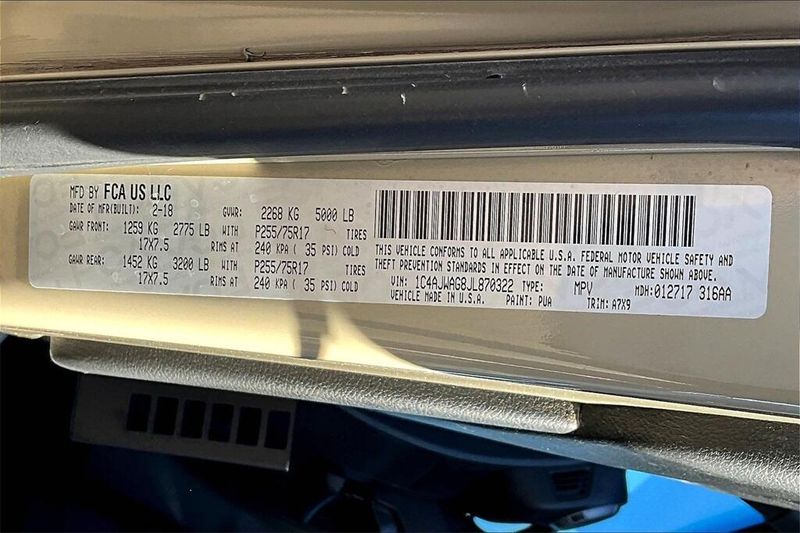 MFD BY FCA US LLC
DATE OF MFR(BUILT): 2-18 GVWR: 2268 KG 5000 LB
GAWR FRONT: 1259 KG 2775 LB WITH P255/75R17 TIRES
17X7.5 RIMS AT 240 KPA ( 35 PSI) COLD
GAWR REAR: 1452 KG 3200 LB WITH P255/75R17 TIRES
17X7.5 RIMS AT 240 KPA ( 35 PSI) COLD
THIS VEHICLE CONFORMS TO ALL APPLICABLE U.S.A. FEDERAL MOTOR VEHICLE SAFETY AND
THEFT PREVENTION STANDARDS IN EFFECT ON THE DATE OF MANUFACTURE SHOWN ABOVE.
VIN: 1C4AJWAG8JL870322 TYPE: MPV MDH:012717 316AA
VEHICLE MADE IN U.S.A. PAINT: PUA TRIM: A7X9